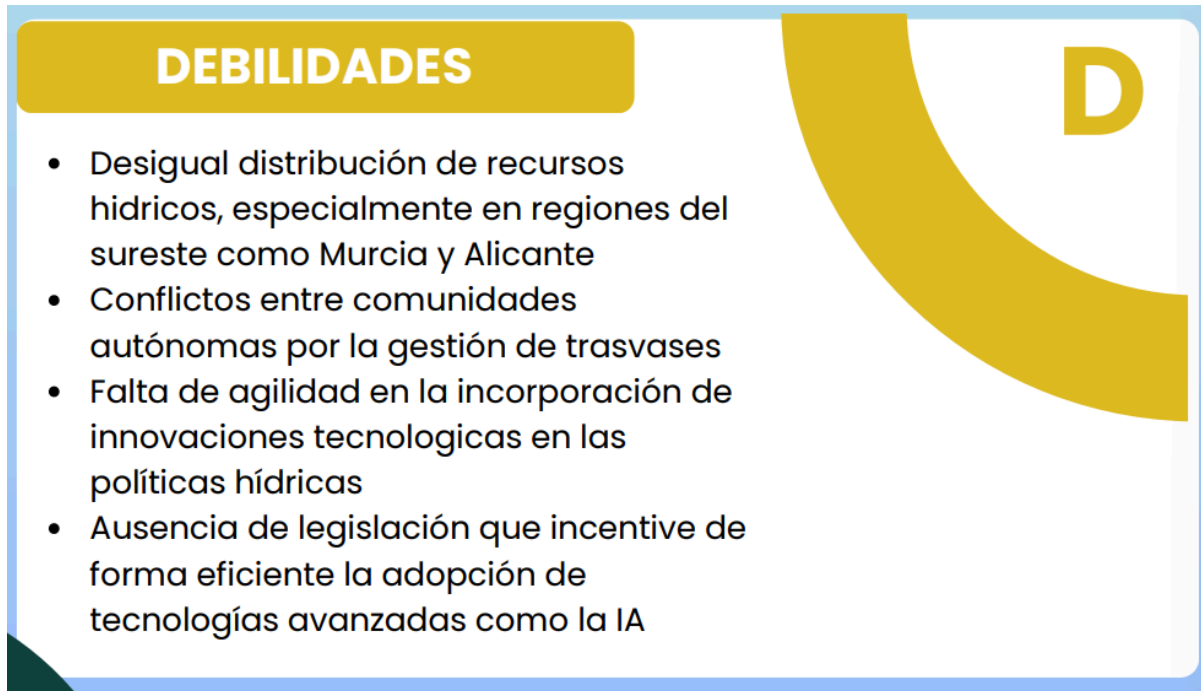 DEBILIDADES
D
• Desigual distribución de recursos
hidricos, especialmente en regiones del
sureste como Murcia y Alicante
• Conflictos entre comunidades
autónomas por la gestión de trasvases
• Falta de agilidad en la incorporación de
innovaciones tecnologicas en las
políticas hídricas
• Ausencia de legislación que incentive de
forma eficiente la adopción de
tecnologías avanzadas como la IA